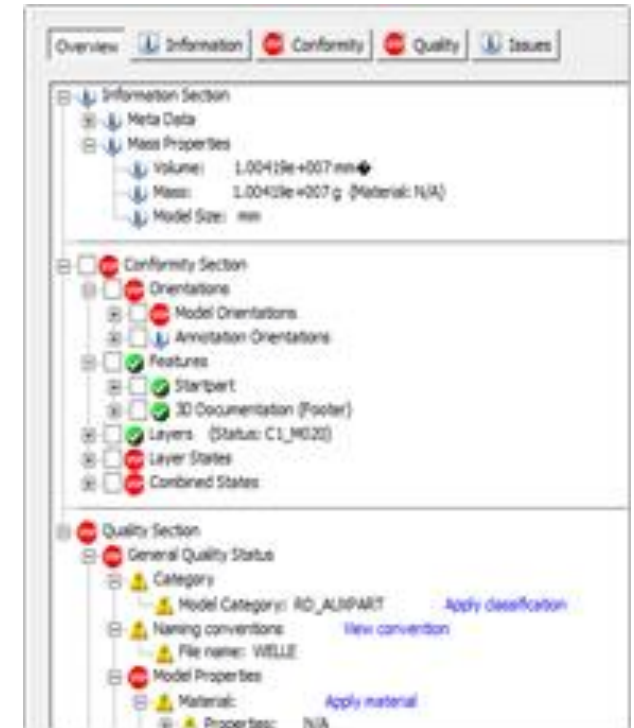 Overview Information Conformity Quality Issues
Information Section
Meta Data
Mass Properties
Volume: 1.00419e+007 mm�
Mass: 1.00419e+007 g (Material: N/A)
Model Size: mm
Conformity Section
Orientations
Model Orientations
Annotation Orientations
Features
Startpart
3D Documentation (Footer)
Layers (Status: C1_M020)
Layer States
Combined States
Quality Section
General Quality Status
Category
Model Category: RD_AUXPART Apply classification
Naming conventions View convention
File name: WELLE
Model Properties
Material: Apply material
Properties: N/A